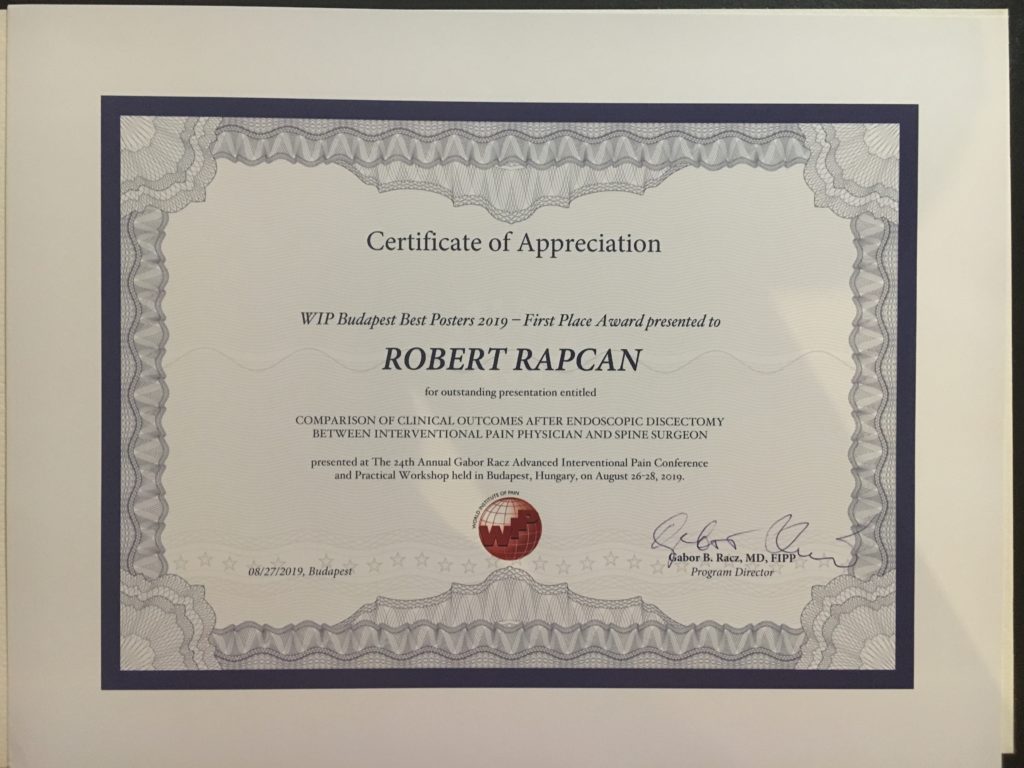 Certificate of Appreciation
WIP Budapest Best Posters 2019 – First Place Award presented to
ROBERT RAPCAN
for outstanding presentation entitled
COMPARISON OF CLINICAL OUTCOMES AFTER ENDOSCOPIC DISCECTOMY
BETWEEN INTERVENTIONAL PAIN PHYSICIAN AND SPINE SURGEON
presented at The 24th Annual Gabor Racz Advanced Interventional Pain Conference
and Practical Workshop held in Budapest, Hungary, on August 26-28, 2019.
WORLD INSTITUTE OF PAIN
WIP
Gabor B. Racz, MD, FIPP
08/27/2019, Budapest
Program Director